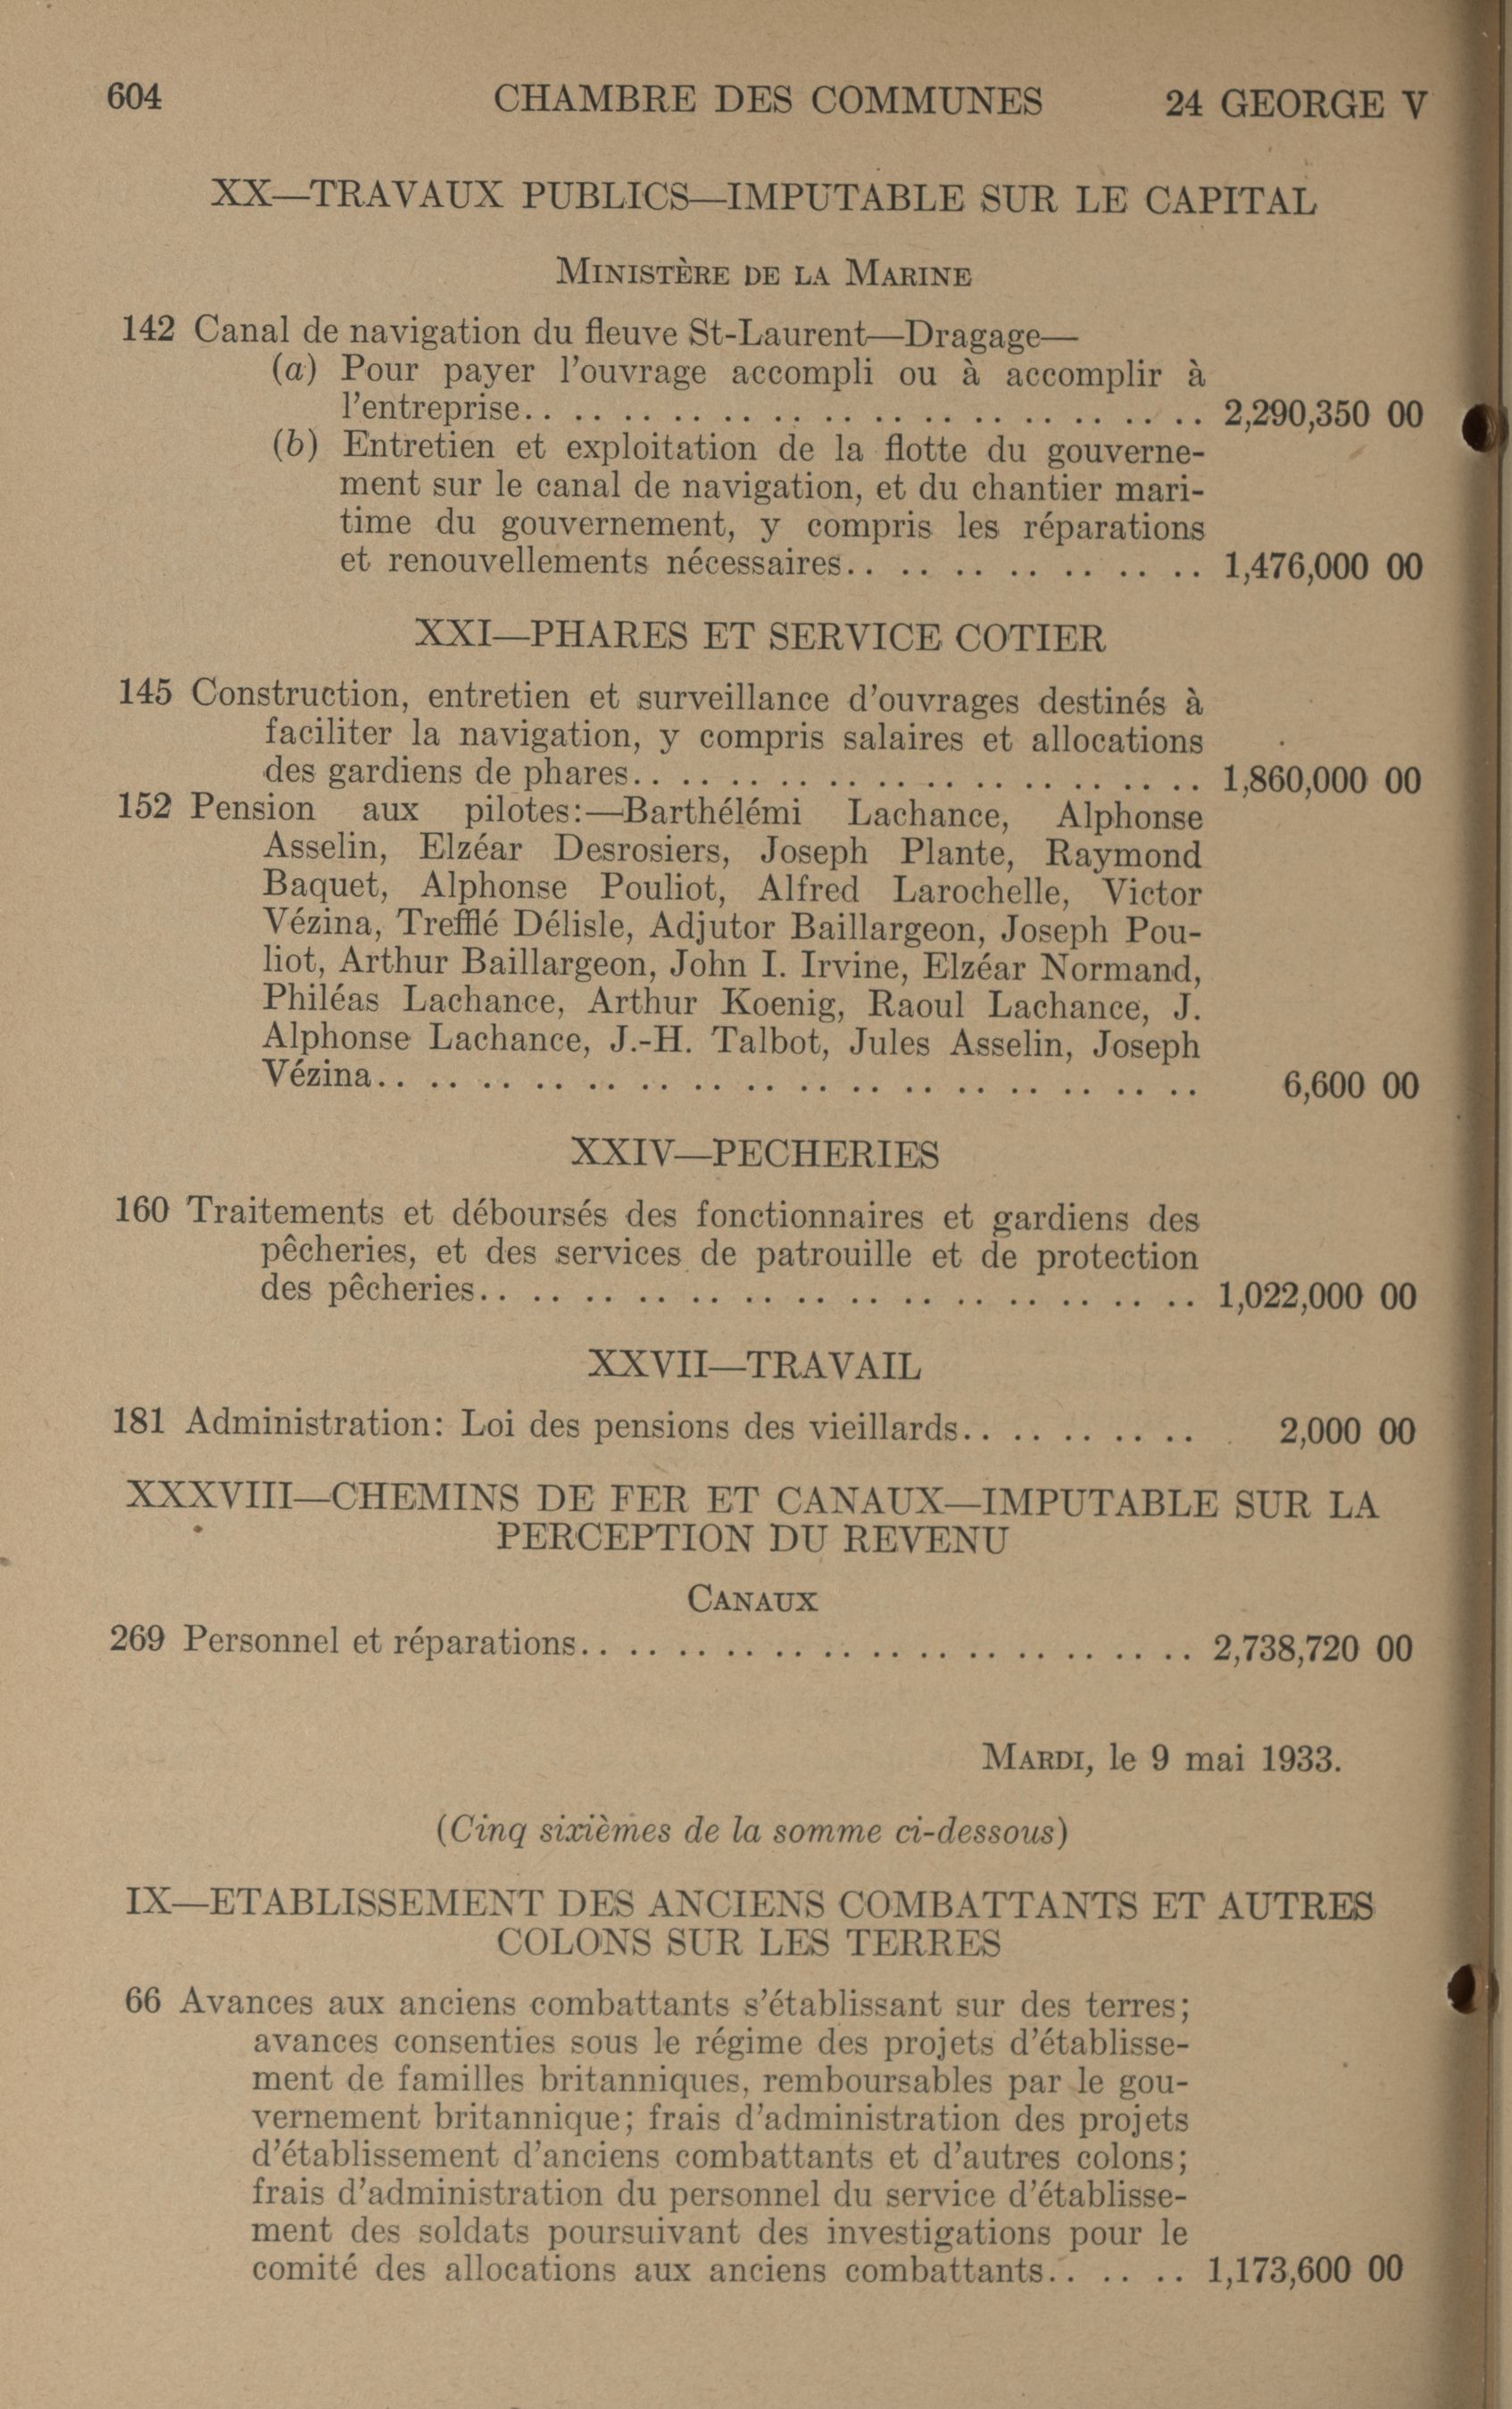 604 CHAMBRE DES COMMUNES 24 GEORGE V
XX—TRAVAUX PUBLICS—IMPUTABLE SUR LE CAPITAL
MINISTÈRE DE LA MARINE
142 Canal de navigation du fleuve St-Laurent—Dragage—
(a) Pour payer l'ouvrage accompli ou à accomplir à
l'entreprise.. .. .. .. .. .. .. .. .. .. .. .. .. .. 2,290,350 00
(b) Entretien et exploitation de la flotte du gouverne-
ment sur le canal de navigation, et du chantier mari-
time du gouvernement, y compris les réparations
et renouvellements nécessaires.. .. .. .. .. .. .. .. 1,476,000 00
XXI—PHARES ET SERVICE COTIER
145 Construction, entretien et surveillance d'ouvrages destinés à
faciliter la navigation, y compris salaires et allocations
des gardiens de phares.. .. .. .. .. .. .. .. .. .. .. .. 1,860,000 00
152 Pension aux pilotes:—Barthélémi Lachance, Alphonse
Asselin, Elzéar Desrosiers, Joseph Plante, Raymond
Baquet, Alphonse Pouliot, Alfred Larochelle, Victor
Vézina, Trefflé Délisle, Adjutor Baillargeon, Joseph Pou-
liot, Arthur Baillargeon, John I. Irvine, Elzéar Normand,
Philéas Lachance, Arthur Koenig, Raoul Lachance, J.
Alphonse Lachance, J.-H. Talbot, Jules Asselin, Joseph
Vézina.. .. .. .. .. .. .. .. .. .. .. .. .. .. .. .. 6,600 00
XXIV—PECHERIES
160 Traitements et déboursés des fonctionnaires et gardiens des
pêcheries, et des services de patrouille et de protection
des pêcheries.. .. .. .. .. .. .. .. .. .. .. .. .. .. 1,022,000 00
XXVII—TRAVAIL
181 Administration: Loi des pensions des vieillards.. .. .. .. .. 2,000 00
XXXVIII—CHEMINS DE FER ET CANAUX—IMPUTABLE SUR LA
PERCEPTION DU REVENU
CANAUX
269 Personnel et réparations.. .. .. .. .. .. .. .. .. .. .. .. .. 2,738,720 00
MARDI, le 9 mai 1933.
(Cinq sixièmes de la somme ci-dessous)
IX—ETABLISSEMENT DES ANCIENS COMBATTANTS ET AUTRES
COLONS SUR LES TERRES
66 Avances aux anciens combattants s'établissant sur des terres;
avances consenties sous le régime des projets d'établisse-
ment de familles britanniques, remboursables par le gou-
vernement britannique; frais d'administration des projets
d'établissement d'anciens combattants et d'autres colons;
frais d'administration du personnel du service d'établisse-
ment des soldats poursuivant des investigations pour le
comité des allocations aux anciens combattants.. .. .. 1,173,600 00